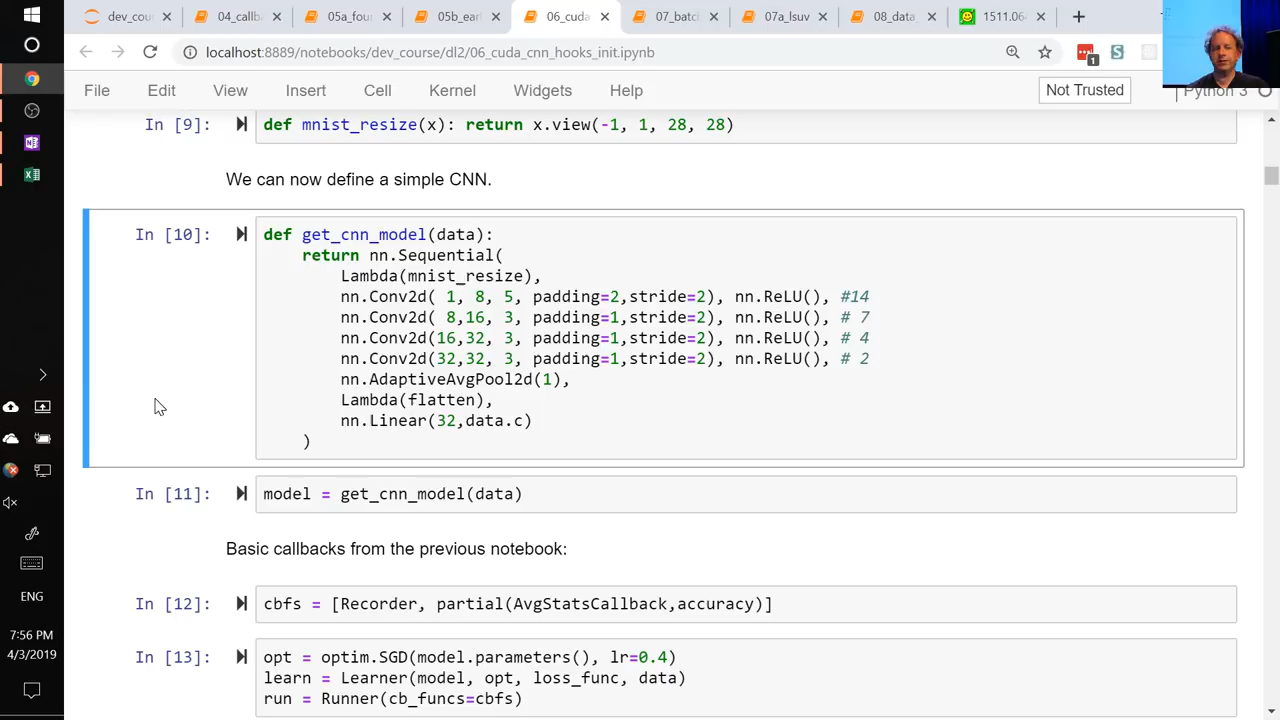 dev_cou
04_callb
05a_fou
05b_earl
06_cuda
07_batch
07a_lsuv
08_data_
1511.06
localhost:8889/notebooks/dev_course/dl2/06_cuda_cnn_hooks_init.ipynb
1
S
File Edit View Insert Cell Kernel Widgets Help
Not Trusted
Python 3
In [9]: def mnist_resize(x): return x.view(-1, 1, 28, 28)
We can now define a simple CNN.
In [10]: def get_cnn_model(data):
return nn.Sequential(
Lambda(mnist_resize),
nn.Conv2d( 1, 8, 5, padding=2,stride=2), nn.ReLU(), #14
nn.Conv2d( 8,16, 3, padding=1,stride=2), nn.ReLU(), # 7
nn.Conv2d(16,32, 3, padding=1,stride=2), nn.ReLU(), # 4
nn.Conv2d(32,32, 3, padding=1,stride=2), nn.ReLU(), # 2
nn.AdaptiveAvgPool2d(1),
Lambda(flatten),
nn.Linear(32,data.c)
)
In [11]: model = get_cnn_model(data)
Basic callbacks from the previous notebook:
In [12]: cbfs = [Recorder, partial(AvgStatsCallback,accuracy)]
In [13]: opt = optim.SGD(model.parameters(), lr=0.4)
learn = Learner(model, opt, loss_func, data)
run = Runner(cb_funcs=cbfs)
ENG
7:56 PM
4/3/2019